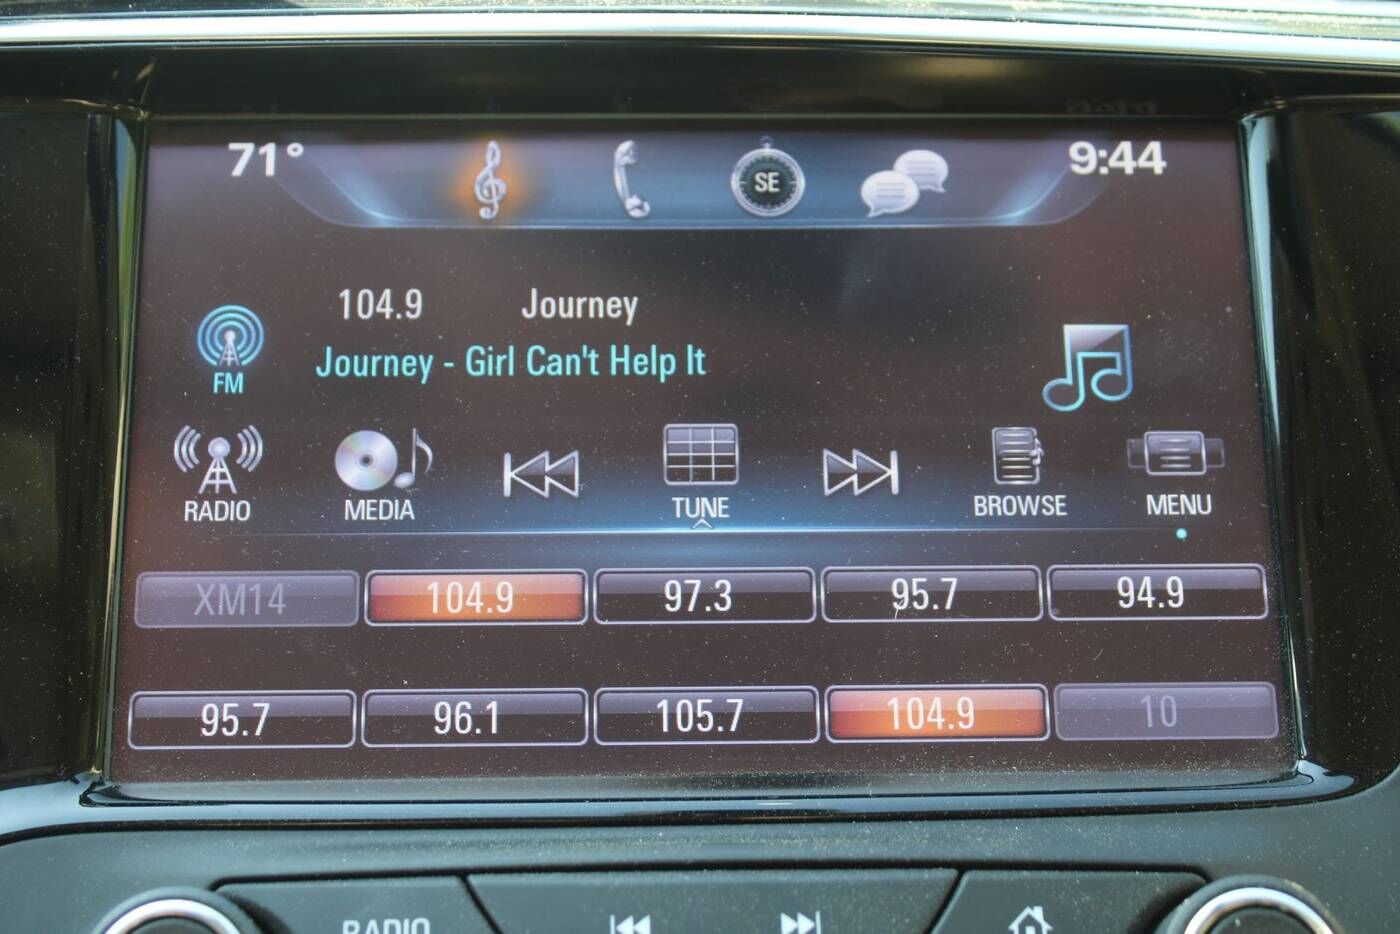 71° SE 9:44
104.9 Journey
Journey - Girl Can't Help It
FM
RADIO MEDIA TUNE BROWSE MENU
XM14 104.9 97.3 95.7 94.9
95.7 96.1 105.7 104.9 10
RADIO